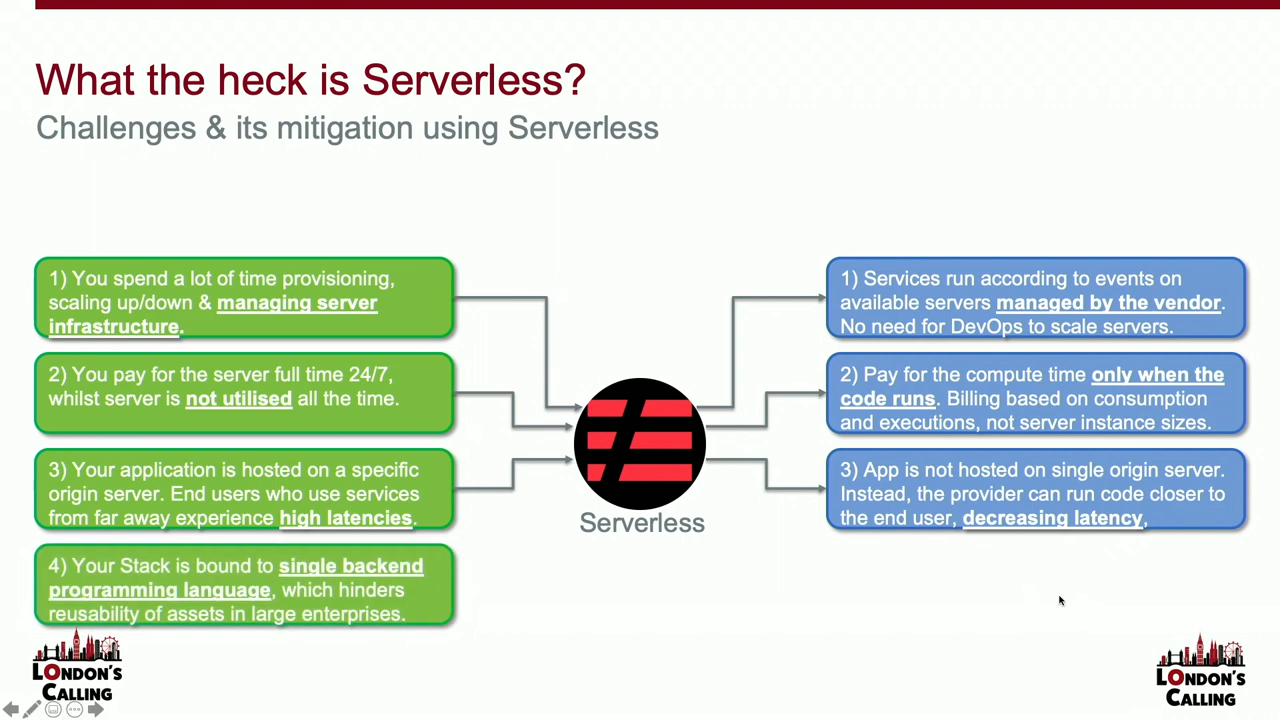 What the heck is Serverless?
Challenges & its mitigation using Serverless
1) You spend a lot of time provisioning,
scaling up/down & managing server
infrastructure.
2) You pay for the server full time 24/7,
whilst server is not utilised all the time.
3) Your application is hosted on a specific
origin server. End users who use services
from far away experience high latencies.
4) Your Stack is bound to single backend
programming language, which hinders
reusability of assets in large enterprises.
Serverless
1) Services run according to events on
available servers managed by the vendor.
No need for DevOps to scale servers.
2) Pay for the compute time only when the
code runs. Billing based on consumption
and executions, not server instance sizes.
3) App is not hosted on single origin server.
Instead, the provider can run code closer to
the end user, decreasing latency,
LONDON'S
CALLING
LONDON'S
CALLING